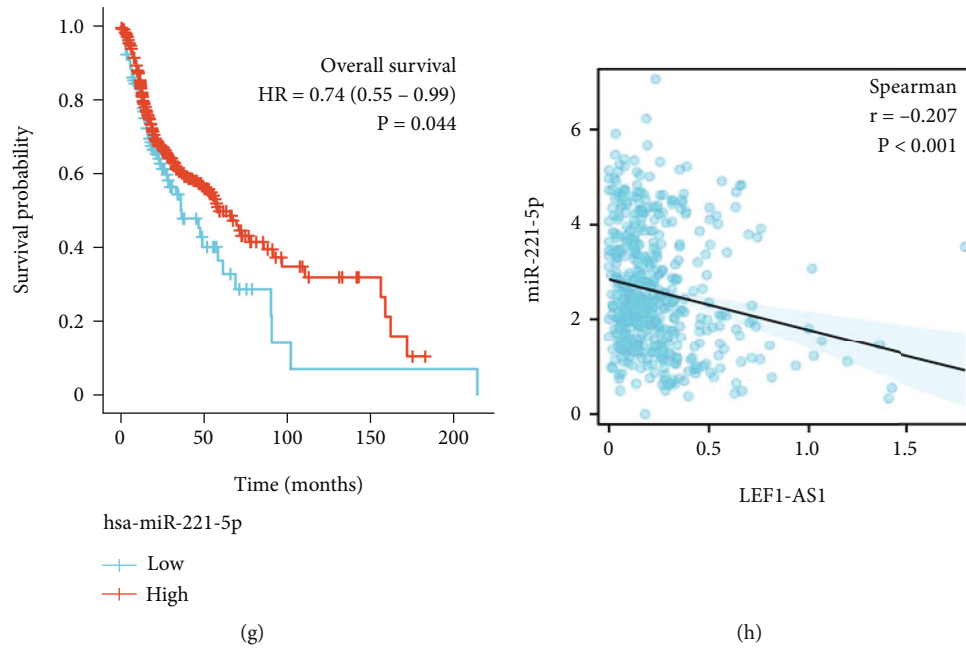 1.0
0.8
0.6
0.4
0.2
0
Survival probability
Overall survival
HR = 0.74 (0.55 – 0.99)
P = 0.044
0 50 100 150 200
Time (months)
hsa-miR-221-5p
Low
High
(g)
6
4
2
0
miR-221-5p
Spearman
r = –0.207
P < 0.001
0 0.5 1.0 1.5
LEF1-AS1
(h)